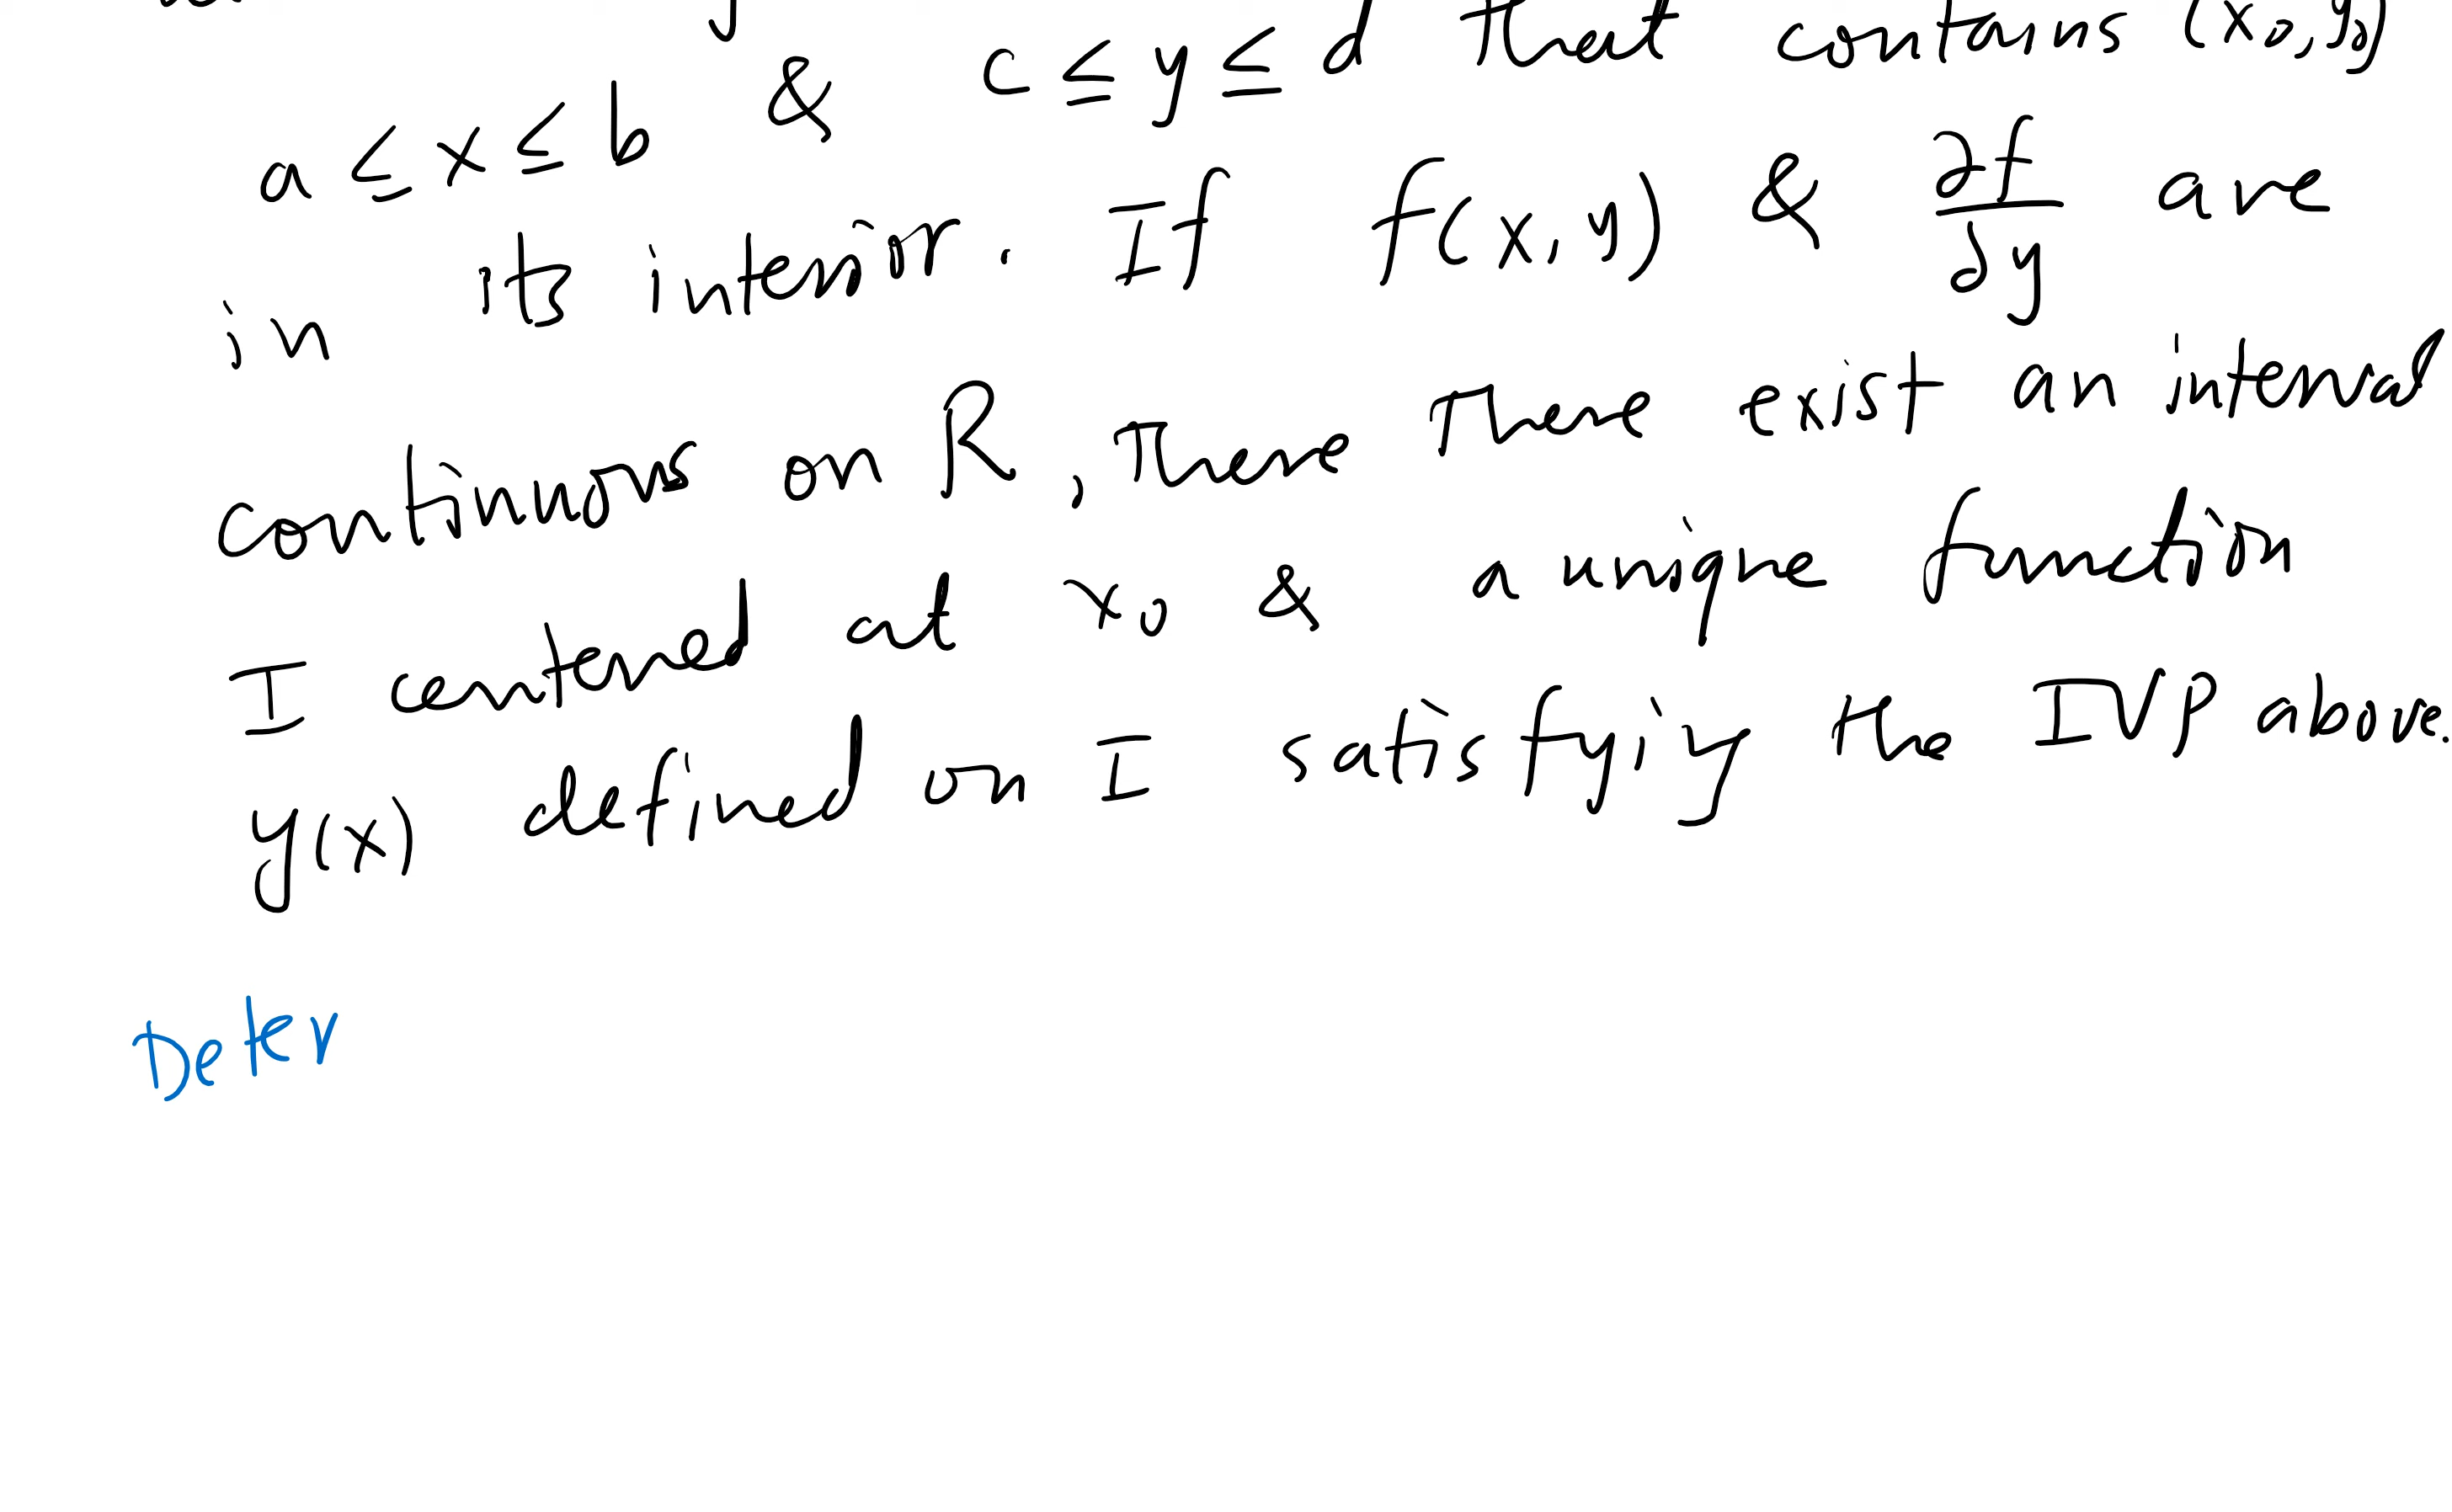 a ≤ x ≤ b & c ≤ y ≤ d that contains (x₀, y₀)
in its interior. If f(x, y) & ∂f/∂y are
continuous on R, there there exist an interval
I centered at x₀ & a unique function
y(x) defined on I satisfying the IVP above.
Deter